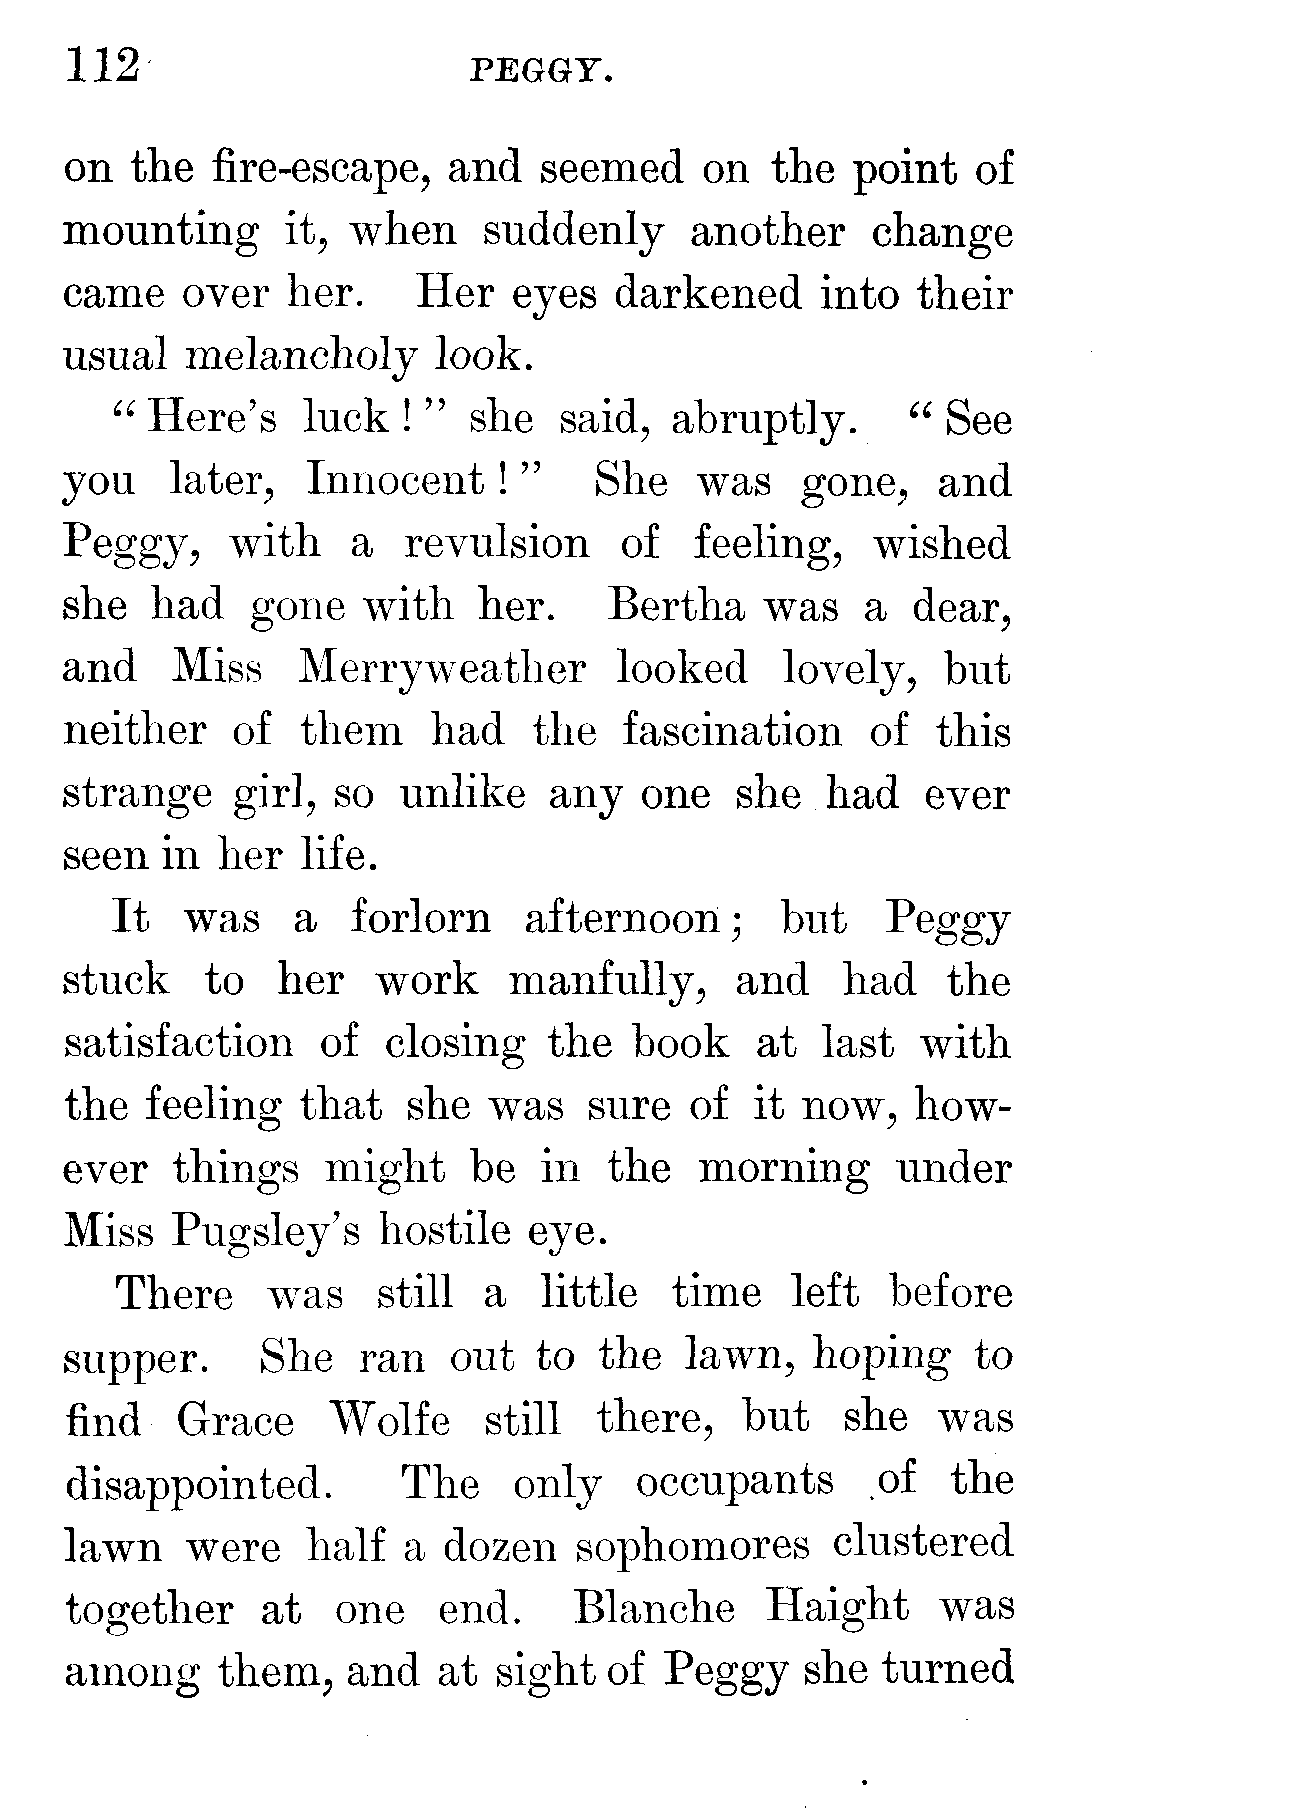 112 PEGGY.
on the fire-escape, and seemed on the point of
mounting it, when suddenly another change
came over her. Her eyes darkened into their
usual melancholy look.
“Here’s luck!” she said, abruptly. “See
you later, Innocent!” She was gone, and
Peggy, with a revulsion of feeling, wished
she had gone with her. Bertha was a dear,
and Miss Merryweather looked lovely, but
neither of them had the fascination of this
strange girl, so unlike any one she had ever
seen in her life.
It was a forlorn afternoon; but Peggy
stuck to her work manfully, and had the
satisfaction of closing the book at last with
the feeling that she was sure of it now, how-
ever things might be in the morning under
Miss Pugsley’s hostile eye.
There was still a little time left before
supper. She ran out to the lawn, hoping to
find Grace Wolfe still there, but she was
disappointed. The only occupants of the
lawn were half a dozen sophomores clustered
together at one end. Blanche Haight was
among them, and at sight of Peggy she turned